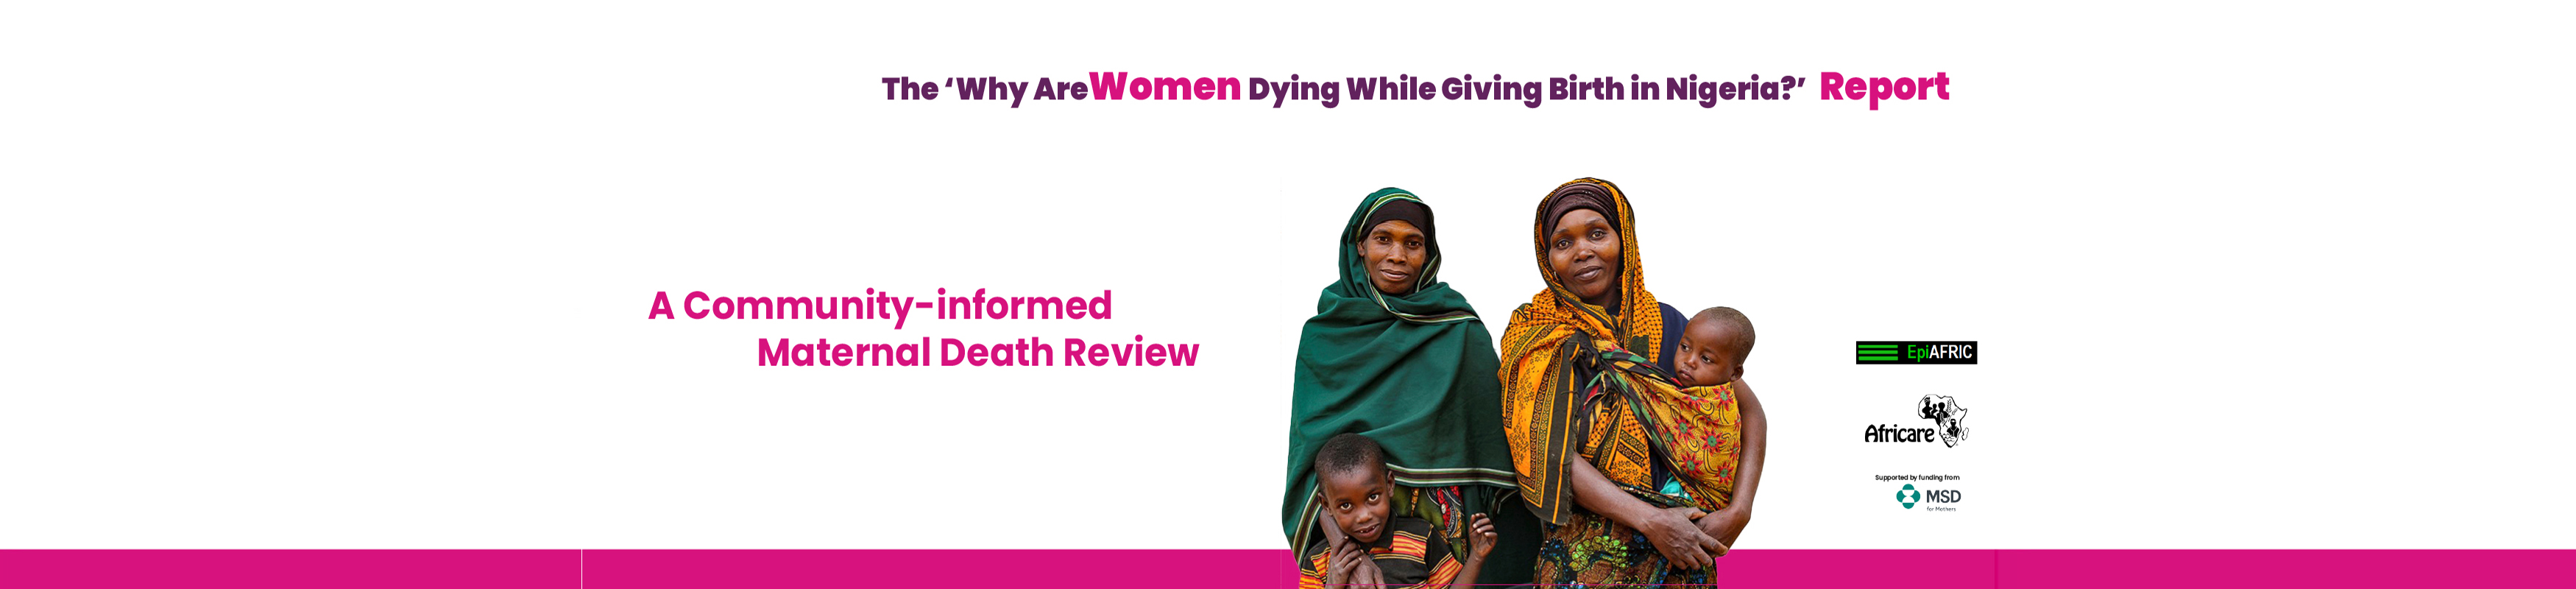 The ‘Why Are Women Dying While Giving Birth in Nigeria?’ Report
A Community-informed
Maternal Death Review
EpiAFRIC
Africare
Supported by funding from
MSD
for Mothers